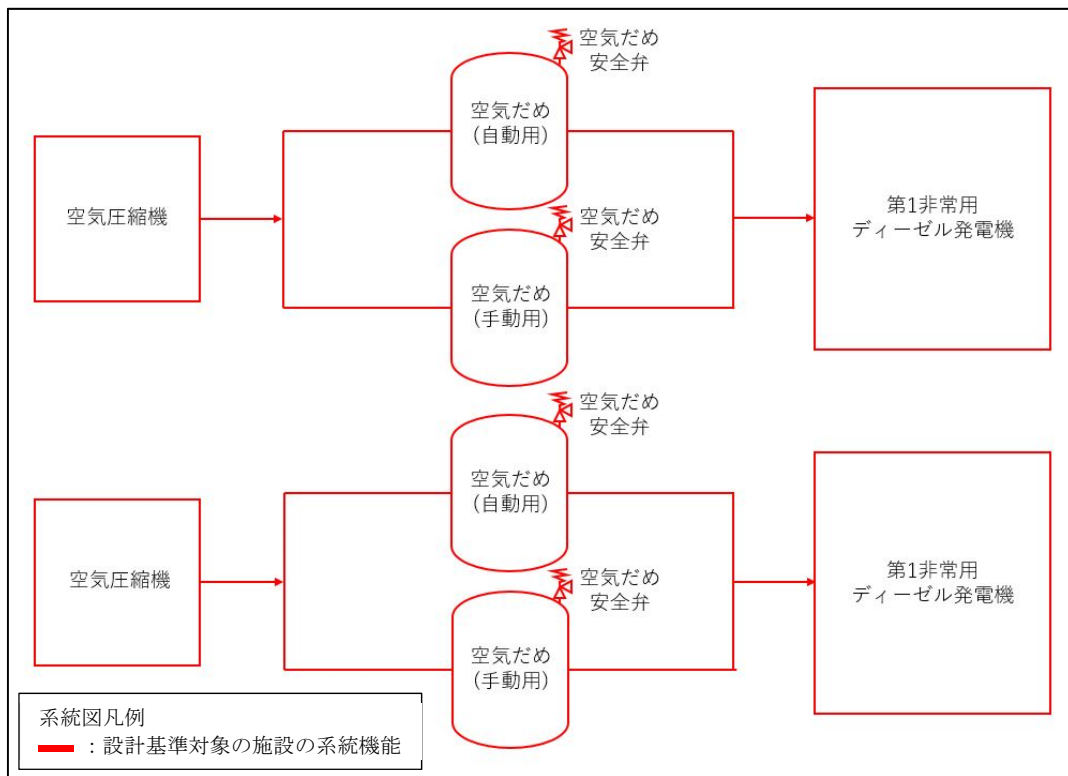 空気だめ
安全弁
空気だめ
(自動用)
空気圧縮機
空気だめ
安全弁
空気だめ
(手動用)
第1非常用
ディーゼル発電機
空気だめ
安全弁
空気だめ
(自動用)
空気圧縮機
空気だめ
安全弁
空気だめ
(手動用)
第1非常用
ディーゼル発電機
系統図凡例
：設計基準対象の施設の系統機能